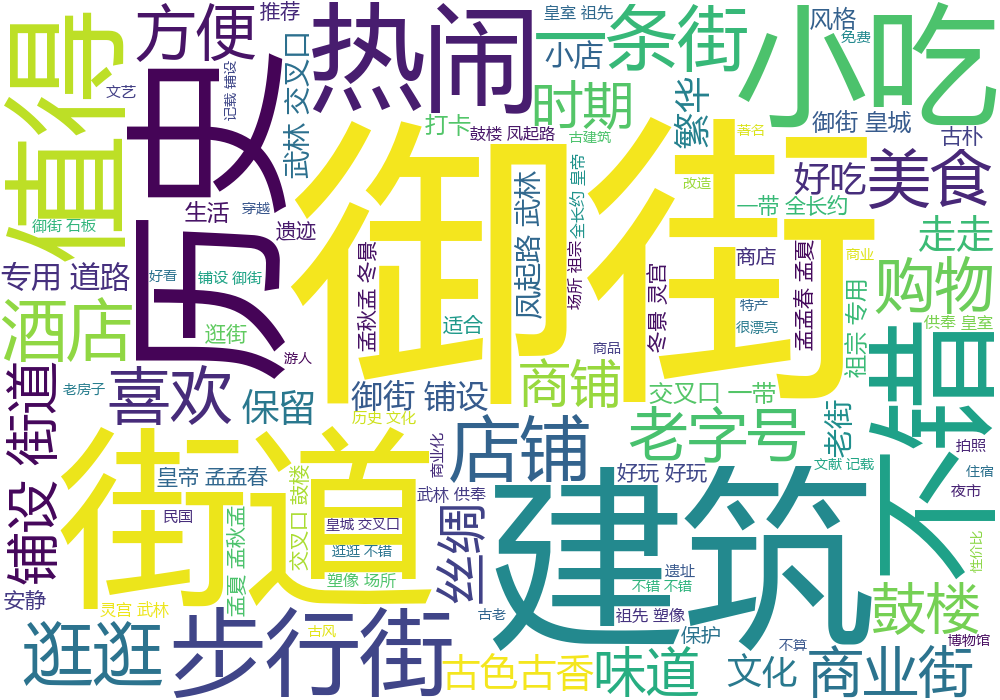 值得
方便
推荐
热闹
皇室 祖先
一条街
小店
风格
免费
小吃
文艺
历史
记载 铺设
武林 交叉口
打卡
鼓楼 凤起路
时期
古建筑
繁华
著名
御街 皇城
古朴
好吃
美食
御街
御街 石板
生活
穿越
遗迹
孟秋孟 冬景
凤起路 武林
全长约 皇帝
场所 祖宗
改造
一带 全长约
走走
专用 道路
好看
铺设 御街
适合
冬景 灵宫
商店
孟孟春 孟夏
商业
祖宗 专用
购物
供奉 皇室
酒店
逛街
游人
商品
特产
很漂亮
不错
老房子
喜欢
保留
御街 铺设
商铺
交叉口 一带
铺设 街道
历史 文化
商业化
店铺
老字号
老街
拍照
街道
皇帝 孟孟春
好玩 好玩
文献 记载
住宿
夜市
民国
孟夏 孟秋孟
交叉口 鼓楼
皇城 交叉口
逛逛 不错
武林 供奉
丝绸
建筑
性价比
塑像 场所
遗址
不错 不错
安静
灵宫 武林
古老
祖先 塑像
保护
鼓楼
逛逛
步行街
古风
古色古香
味道
不算
文化
商业街
博物馆